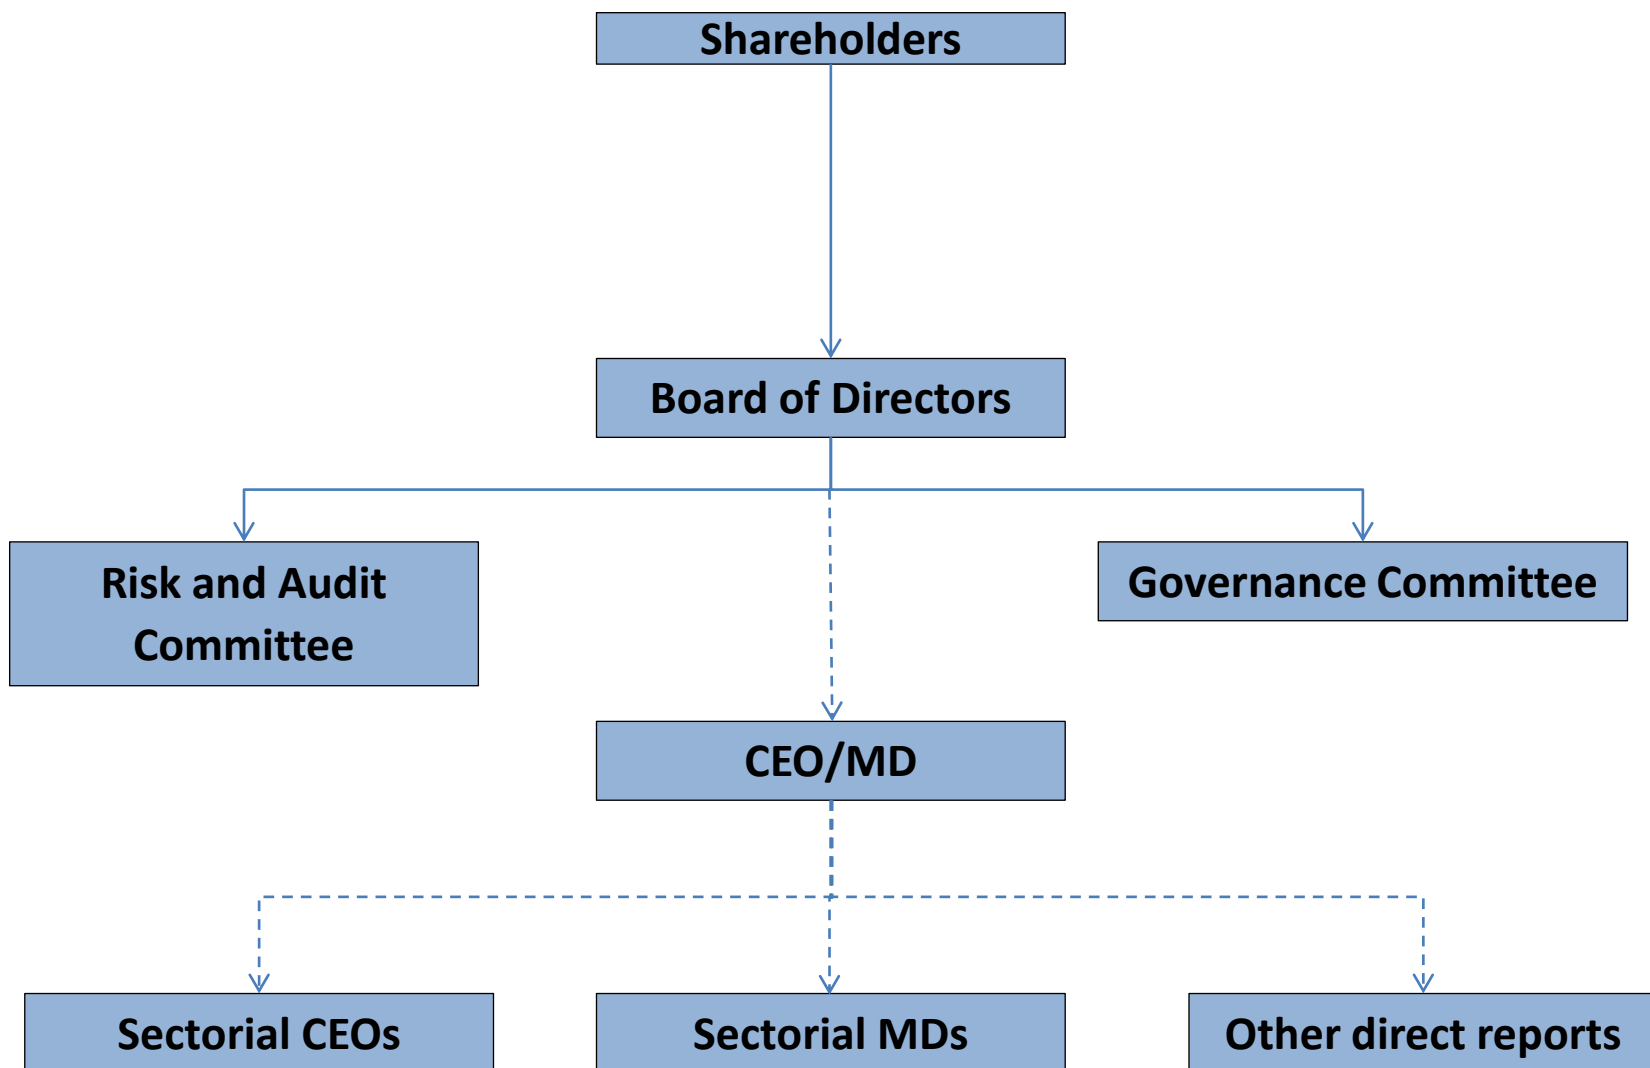 Shareholders
Board of Directors
Risk and Audit
Committee
Governance Committee
CEO/MD
Sectorial CEOs
Sectorial MDs
Other direct reports